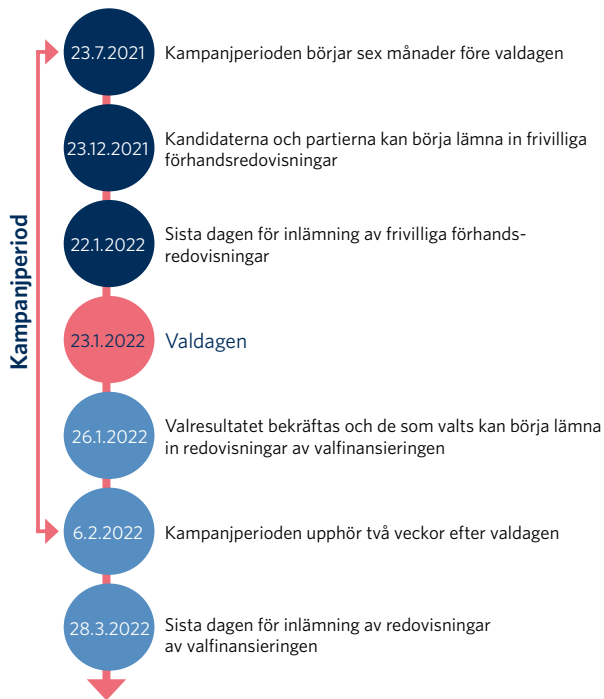 Kampanjperiod
23.7.2021
Kampanjperioden börjar sex månader före valdagen
23.12.2021
Kandidaterna och partierna kan börja lämna in frivilliga
förhandsredovisningar
22.1.2022
Sista dagen för inlämning av frivilliga förhands-
redovisningar
23.1.2022
Valdagen
26.1.2022
Valresultatet bekräftas och de som valts kan börja lämna
in redovisningar av valfinansieringen
6.2.2022
Kampanjperioden upphör två veckor efter valdagen
28.3.2022
Sista dagen för inlämning av redovisningar
av valfinansieringen